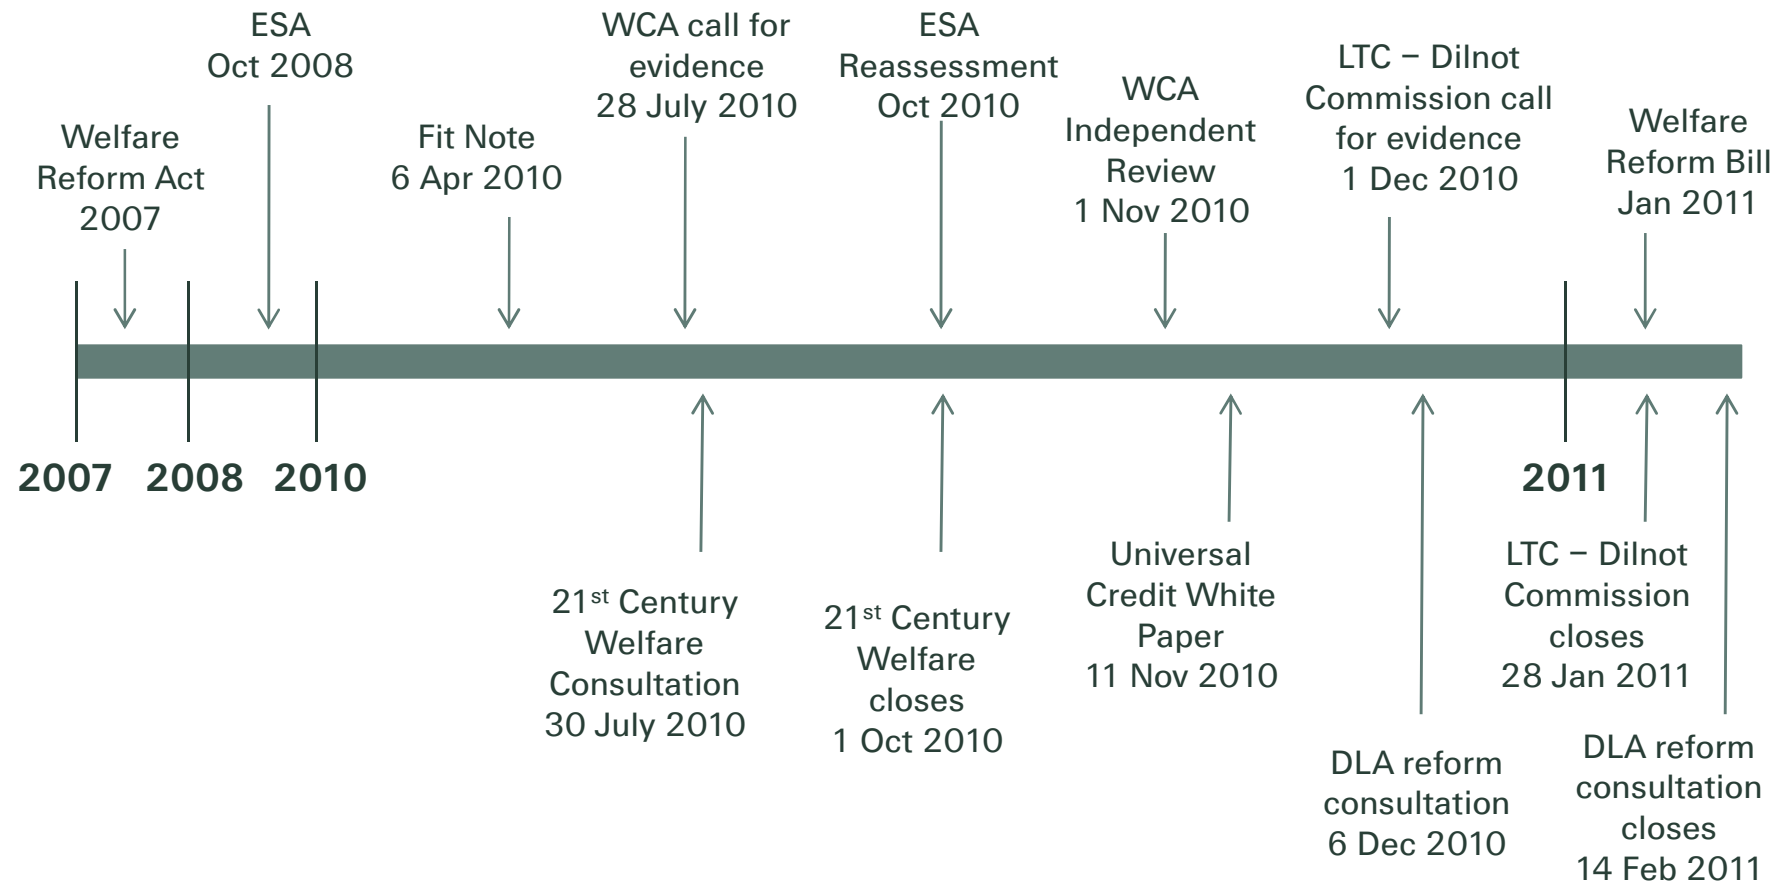 ESA
Oct 2008
WCA call for
evidence
28 July 2010
ESA
Reassessment
Oct 2010
LTC – Dilnot
Commission call
for evidence
1 Dec 2010
WCA
Independent
Review
1 Nov 2010
Welfare
Reform Bill
Jan 2011
Welfare
Reform Act
2007
Fit Note
6 Apr 2010
2007
2008
2010
2011
21st Century
Welfare
Consultation
30 July 2010
21st Century
Welfare
closes
1 Oct 2010
Universal
Credit White
Paper
11 Nov 2010
LTC – Dilnot
Commission
closes
28 Jan 2011
DLA reform
consultation
6 Dec 2010
DLA reform
consultation
closes
14 Feb 2011